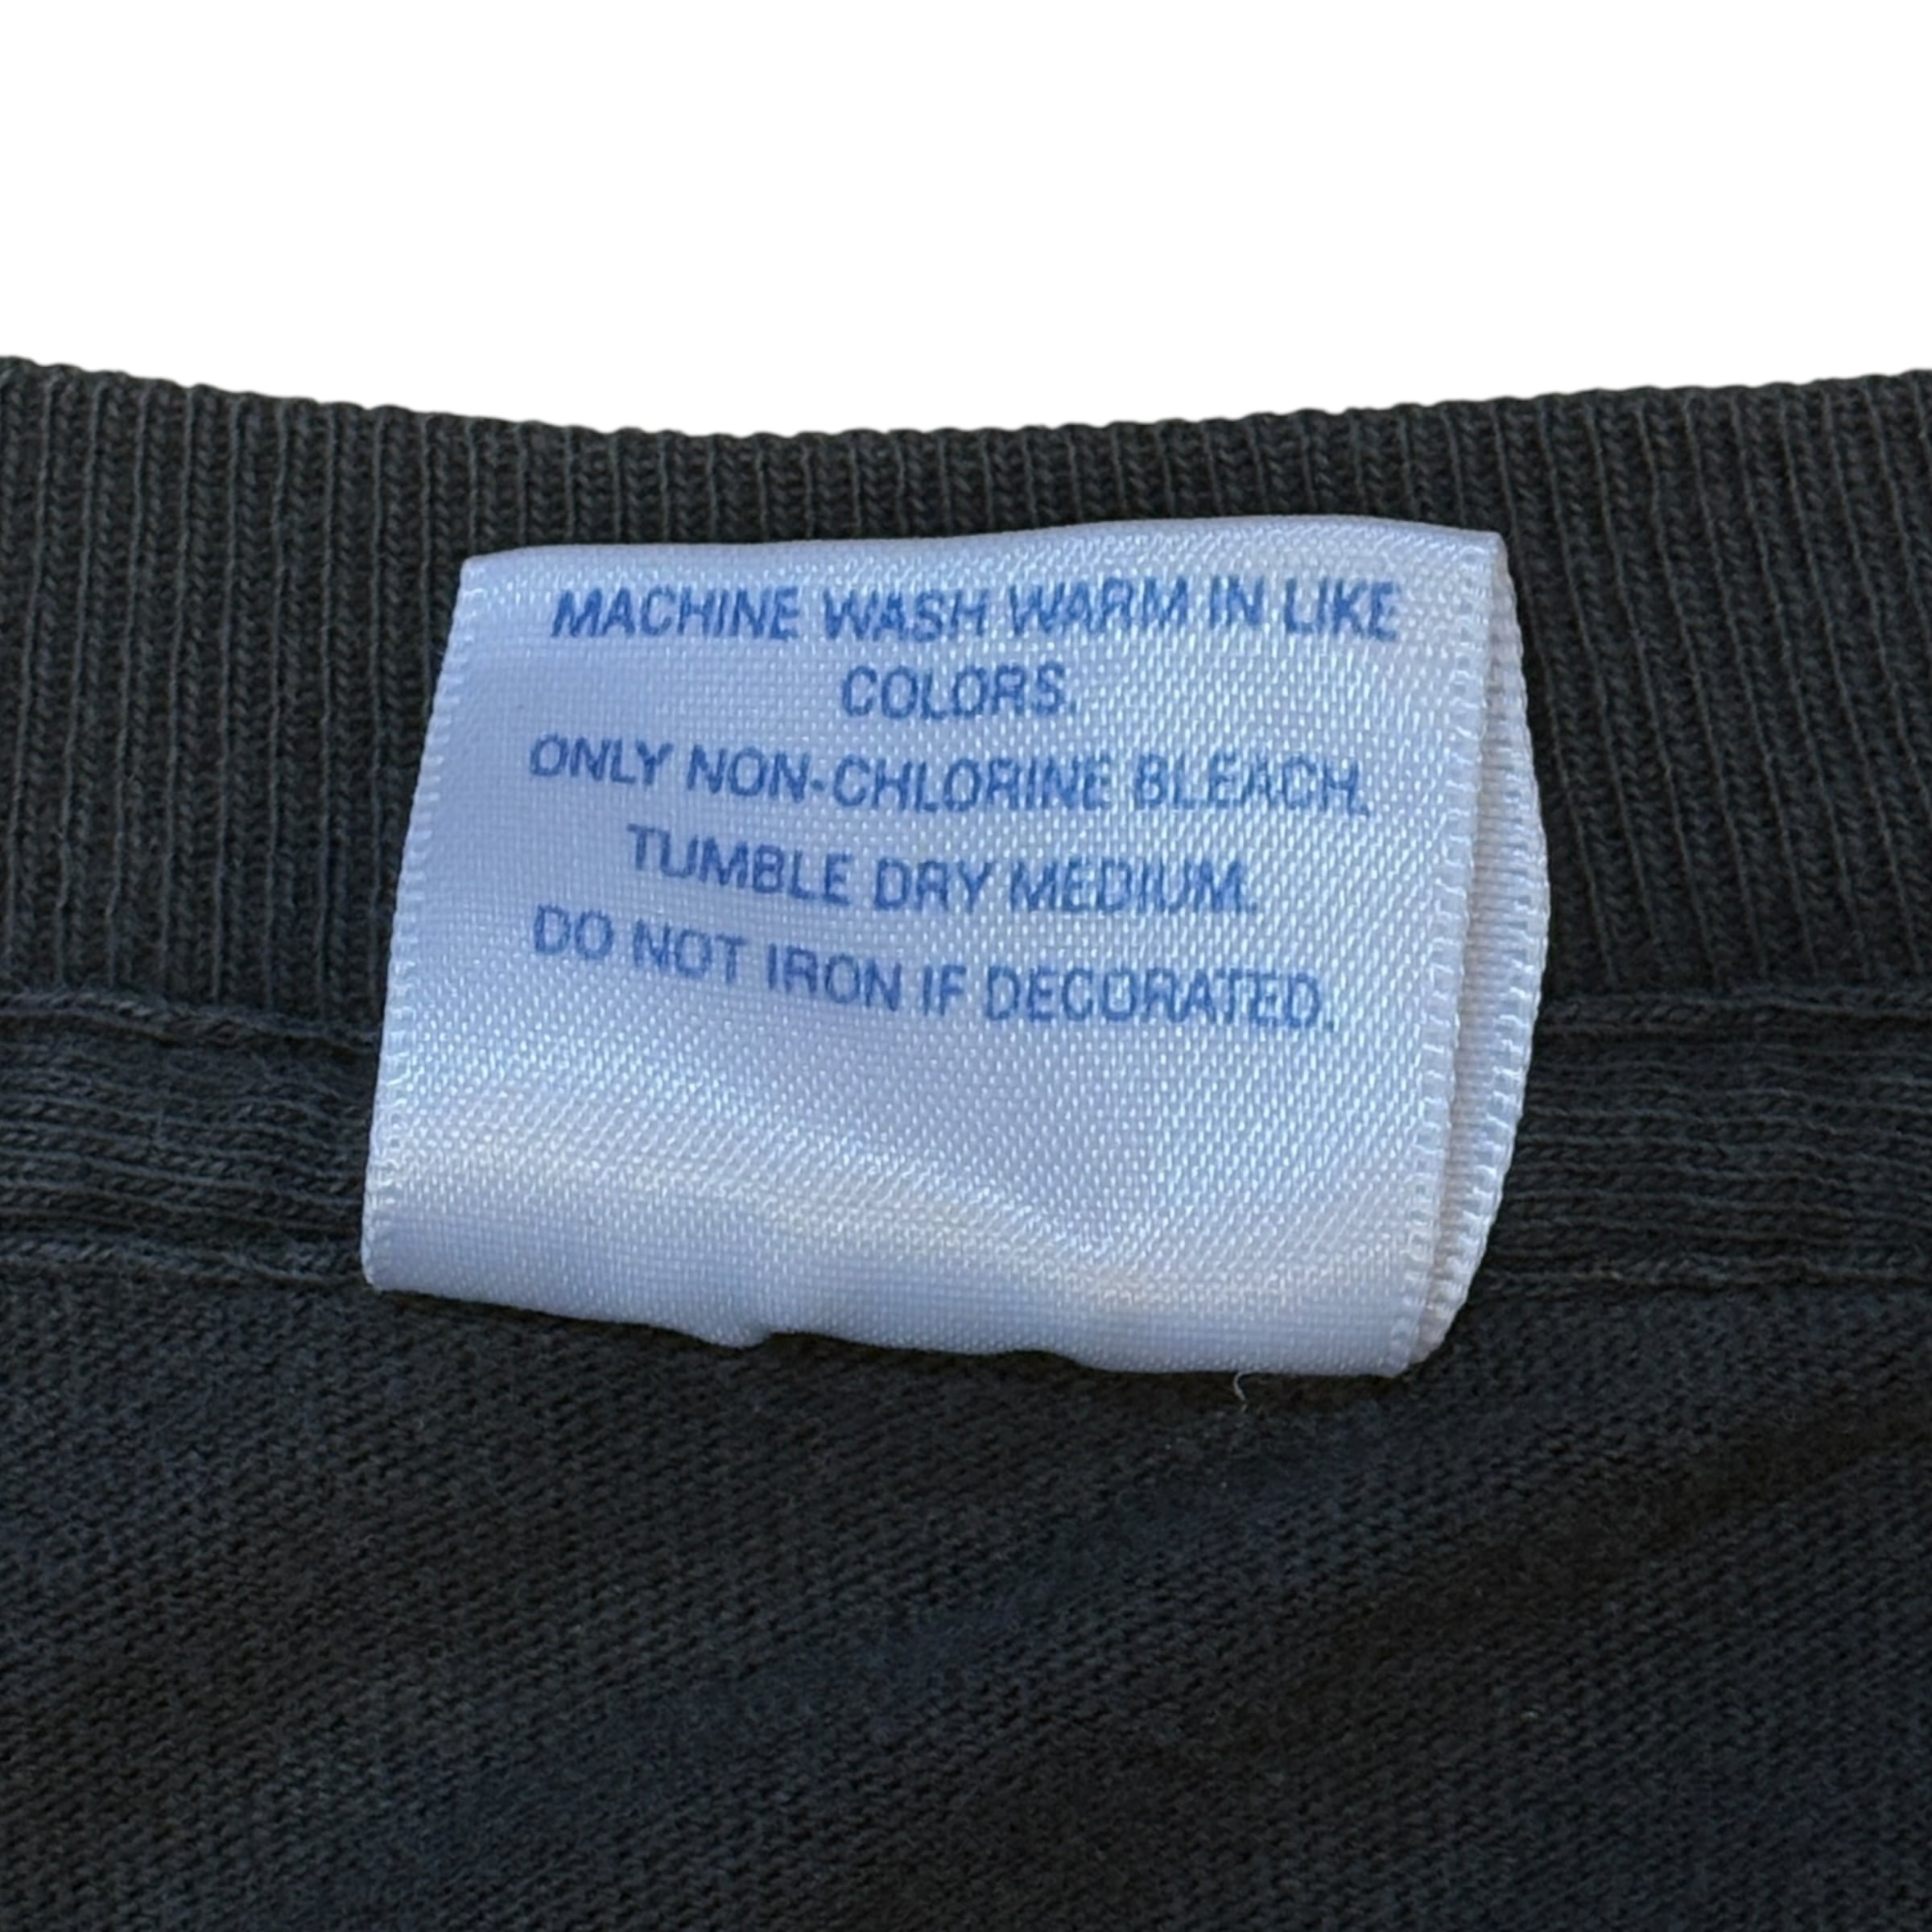 MACHINE WASH WARM IN LIKE
COLORS.
ONLY NON-CHLORINE BLEACH.
TUMBLE DRY MEDIUM.
DO NOT IRON IF DECORATED.